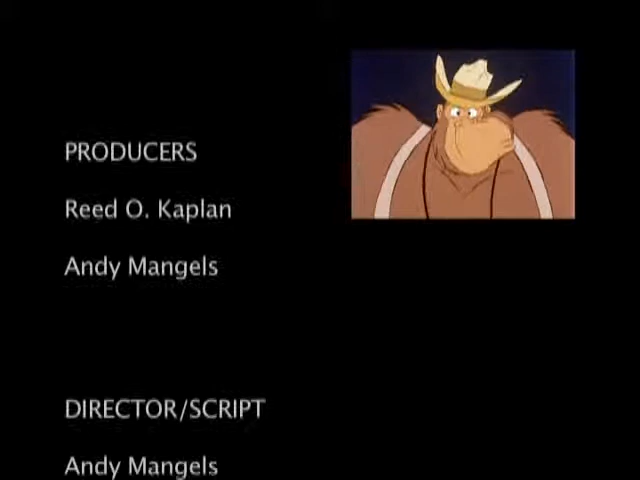 PRODUCERS
Reed O. Kaplan
Andy Mangels
DIRECTOR/SCRIPT
Andy Mangels